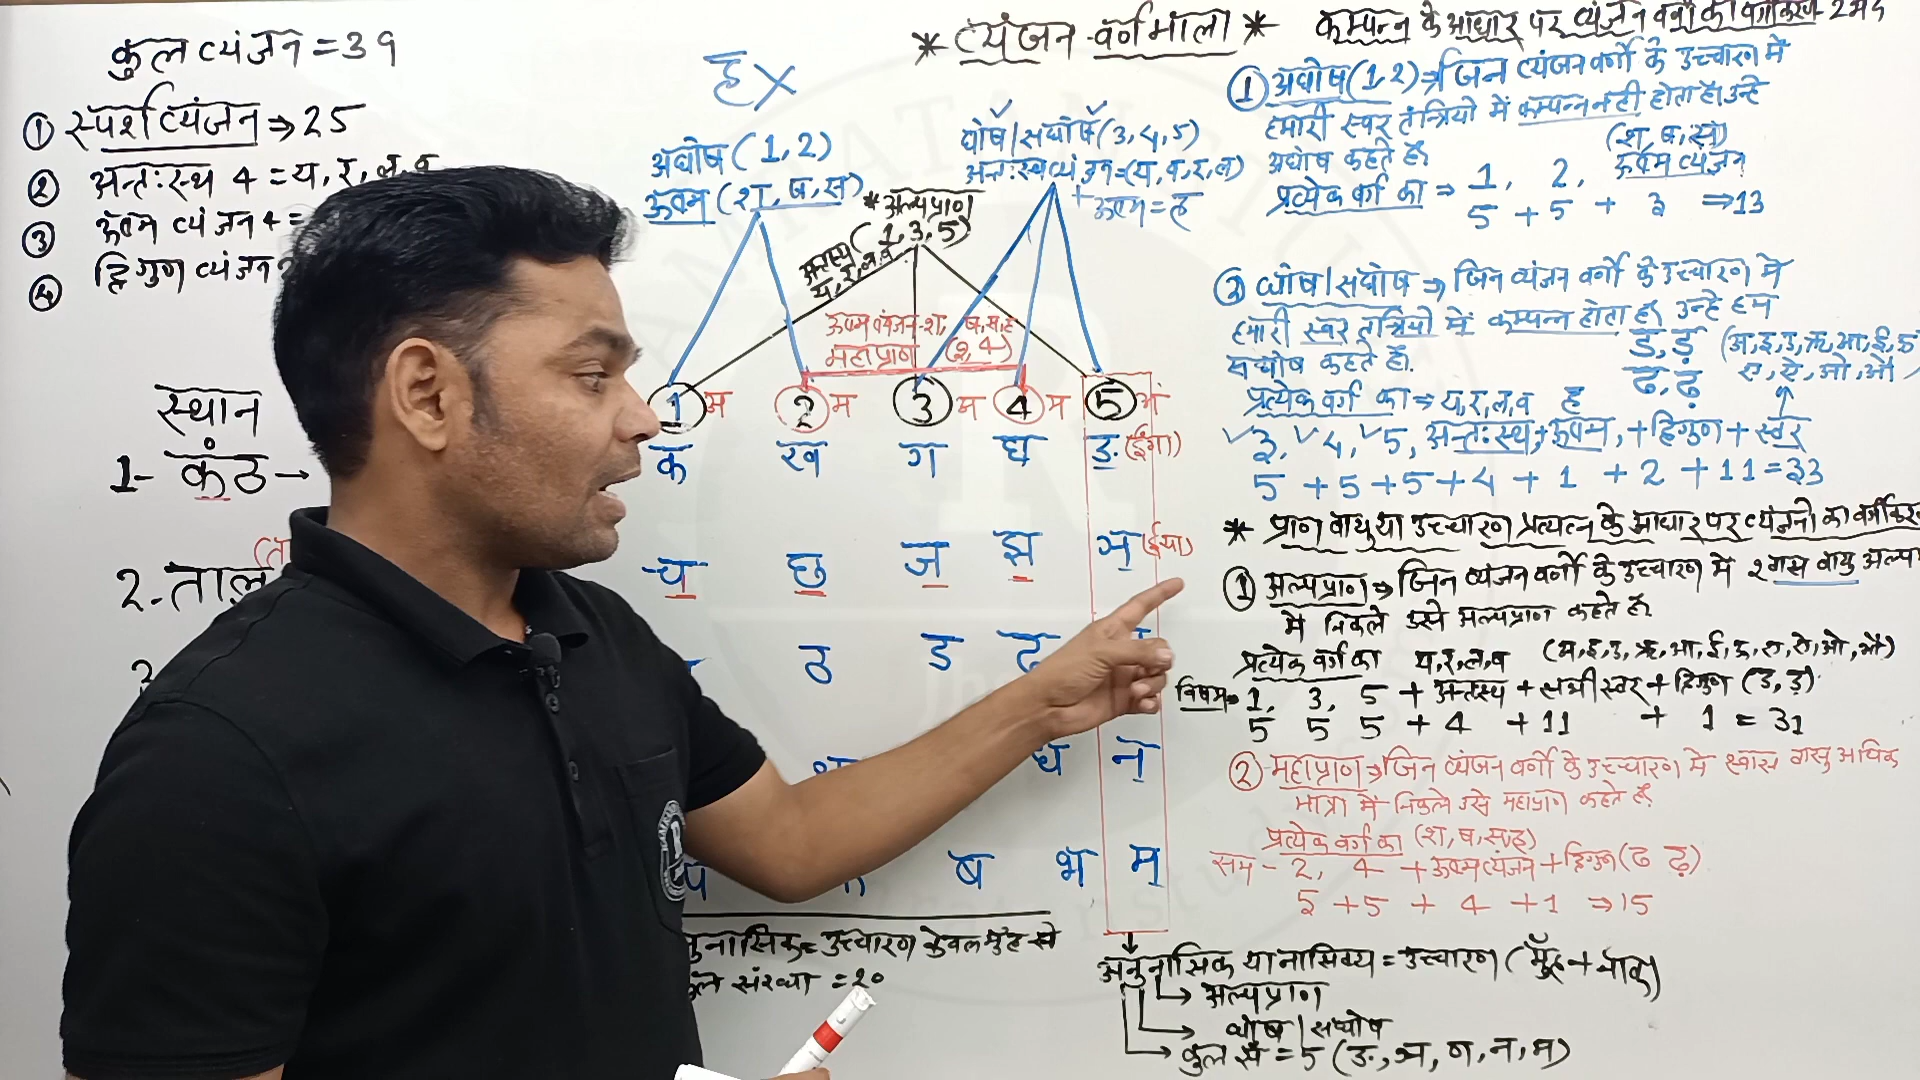 * व्यंजन वर्णमाला *
कुल व्यंजन = 39
① स्पर्श व्यंजन ⇒ 25
② अन्तःस्थ 4 = य, र, ल, व
③ ऊष्म व्यंजन 4 =
④ द्विगुण व्यंजन 2
स्थान
1- कंठ →
2- तालु
ह x
अघोष (1, 2)
ऊष्म (श, ष, स)
* अल्पप्राण
(1, 3, 5)
अन्तस्थ
य, र, ल, व
घोष | सघोष (3, 4, 5)
अन्तःस्थ व्यंजन = (य, व, र, ल)
+ ऊष्म = ह
ऊष्म व्यंजन - श, ष, स, ह
महाप्राण (2, 4)
1 अ 2 अ 3 अ 4 अ 5 अं
क ख ग घ ङ (ईंगा)
च छ ज झ ञ (ईंया)
ठ ड ढ
ध न
प ब भ म
नुनासिक = उच्चारण केवल मुँह से
कुल संख्या = 20
अनुनासिक या नासिक्य = उच्चारण (मुँह + नाक)
→ अल्पप्राण
→ घोष | सघोष
→ कुल सं = 5 (ङ, ञ, ण, न, म)
कम्पन्न के आधार पर व्यंजन वर्णों का वर्गीकरण - 2
① अघोष (1, 2) ⇒ जिन व्यंजन वर्णों के उच्चारण में
हमारी स्वर तंत्रियो में कम्पन्न नही होता है। उन्हे
अघोष कहते है।
(श, ष, स)
ऊष्म व्यंजन
प्रत्येक वर्ग का ⇒ 1, 2,
5 + 5 + 3 ⇒ 13
② घोष | सघोष ⇒ जिन व्यंजन वर्णों के उच्चारण में
हमारी स्वर तंत्रियो में कम्पन्न होता है। उन्हे हम
सघोष कहते है।
ड, ड़ (अ, इ, उ, ऋ, आ, ई, ऊ
ढ, ढ़ ए, ऐ, ओ, औ)
प्रत्येक वर्ग का ⇒ य, र, ल, व ह
3, 4, 5, अन्तःस्थ + ऊष्म, + द्विगुण + स्वर
5 + 5 + 5 + 4 + 1 + 2 + 11 = 33
* प्राण वायु या उच्चारण प्रयत्न के आधार पर व्यंजनो का वर्गीकरण
① अल्पप्राण ⇒ जिन व्यंजन वर्णों के उच्चारण में वायु अल्प
में निकले उसे अल्पप्राण कहते है।
प्रत्येक वर्ग का य, र, ल, व (अ, इ, उ, ऋ, आ, ई, ऊ, ए, ऐ, ओ, औ)
विषम ⇒ 1, 3, 5 + अन्तस्थ + सभी स्वर + द्विगुण (ड, ड़)
5 5 5 + 4 + 11 + 1 = 31
② महाप्राण ⇒ जिन व्यंजन वर्णों के उच्चारण में श्वास वायु अधिक
मात्रा में निकले उसे महाप्राण कहते है।
प्रत्येक वर्ग का (श, ष, स, ह)
सम - 2, 4 + ऊष्म व्यंजन + द्विगुण (ढ ढ़)
5 + 5 + 4 + 1 ⇒ 15